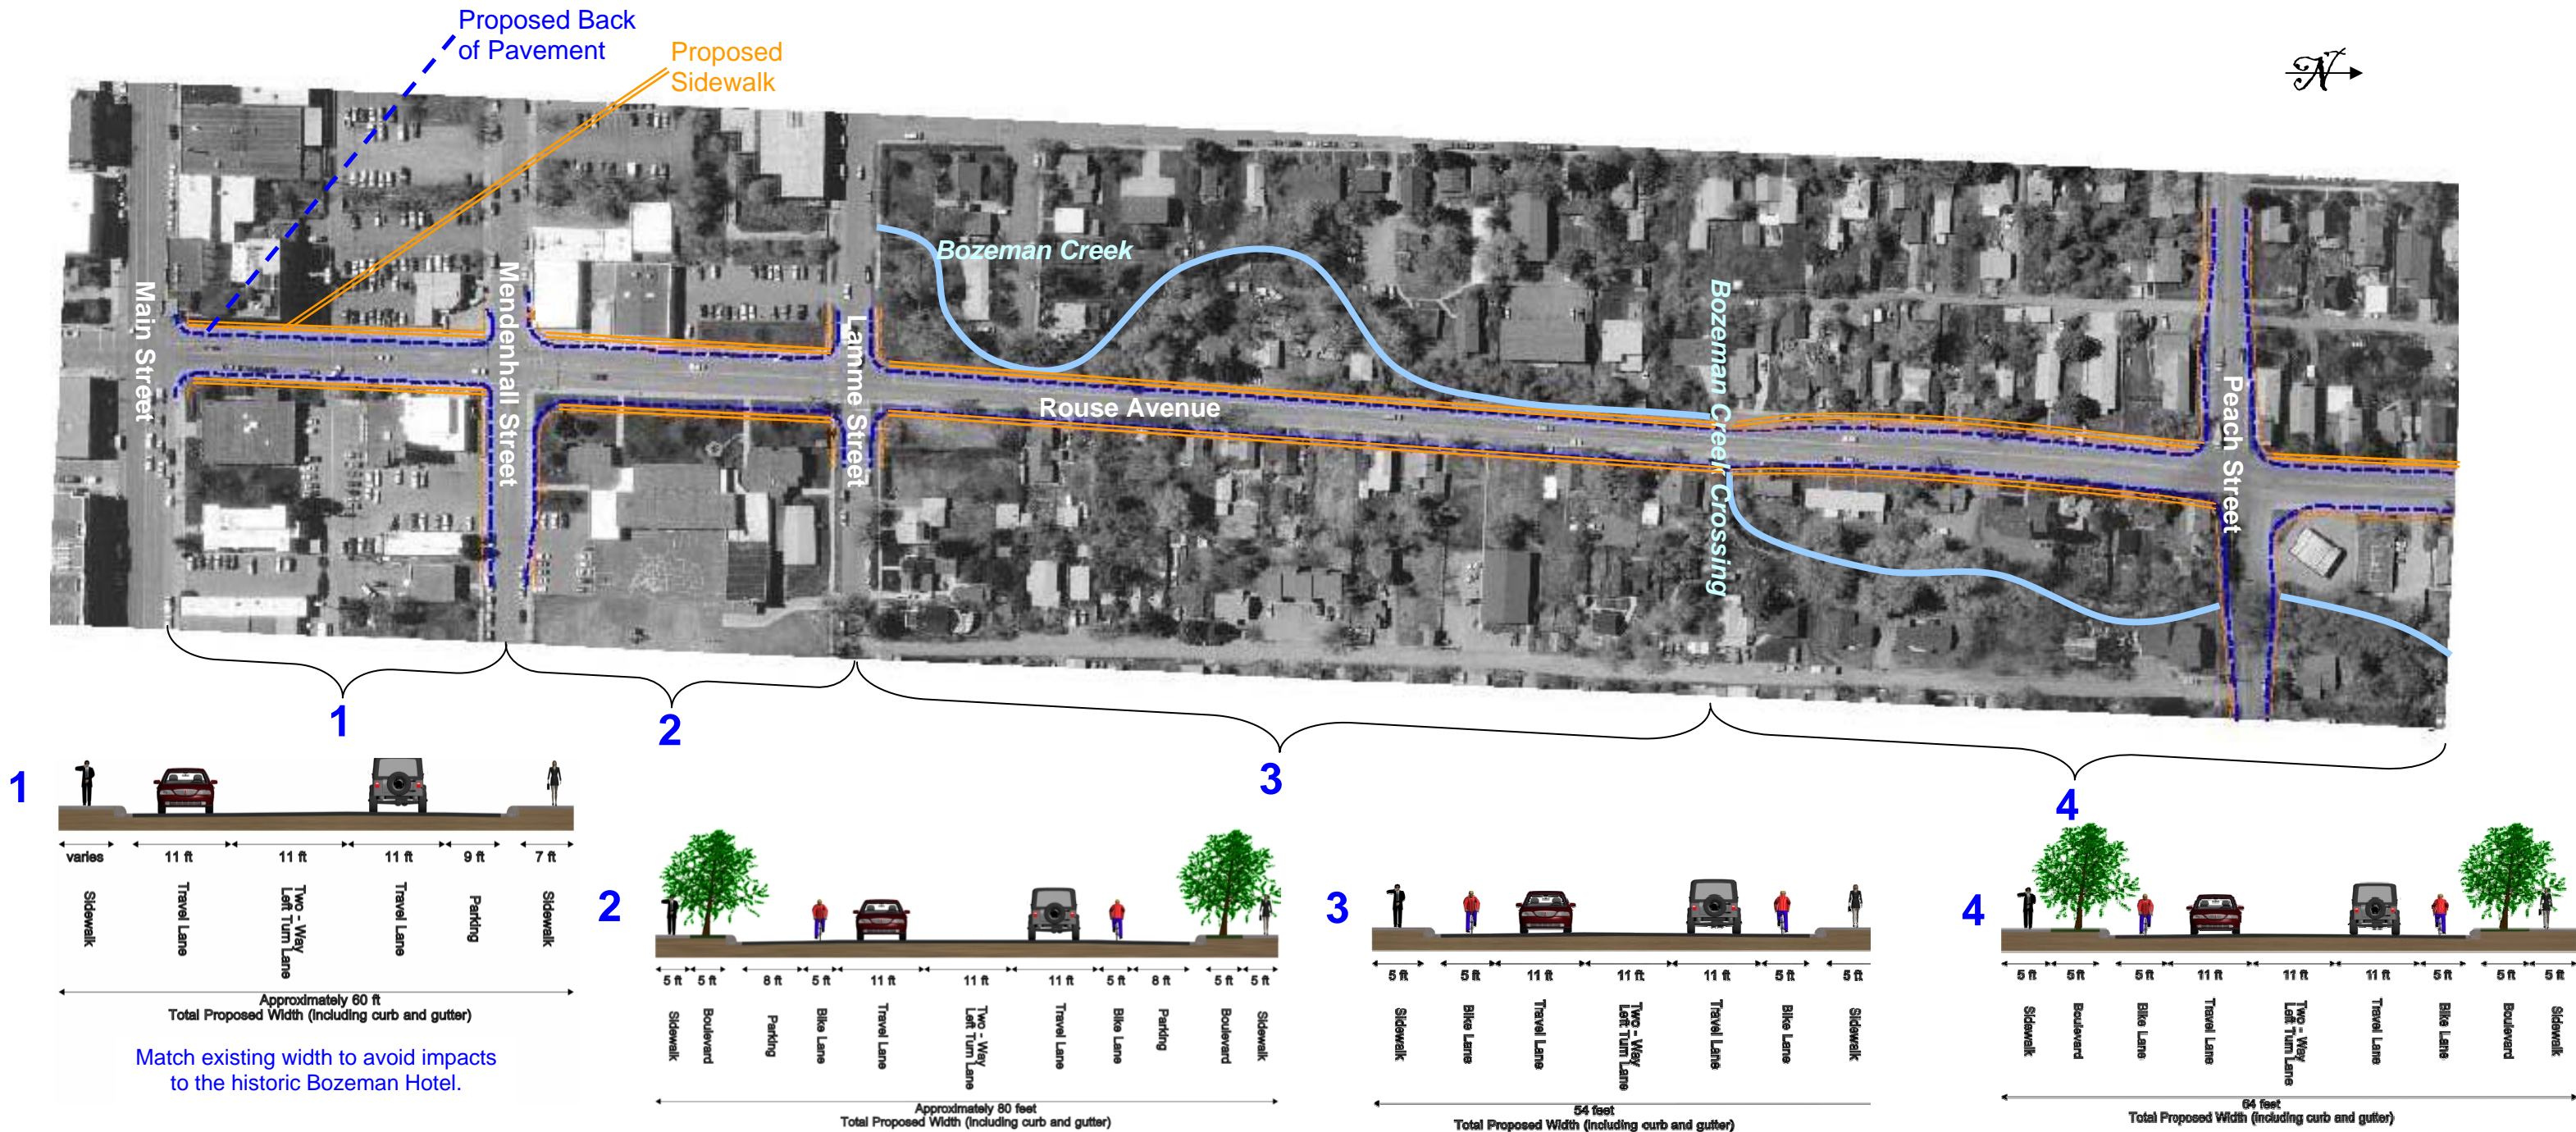 Proposed Back
of Pavement
Proposed
Sidewalk
N
Main Street
Mendenhall Street
Lamme Street
Bozeman Creek
Rouse Avenue
Bozeman Creek Crossing
Peach Street
1
2
3
4
1
varies
11 ft
11 ft
11 ft
9 ft
7 ft
Sidewalk
Travel Lane
Two - Way
Left Turn Lane
Travel Lane
Parking
Sidewalk
Approximately 60 ft
Total Proposed Width (including curb and gutter)
Match existing width to avoid impacts
to the historic Bozeman Hotel.
2
5 ft
5 ft
8 ft
5 ft
11 ft
11 ft
11 ft
5 ft
8 ft
5 ft
5 ft
Sidewalk
Boulevard
Parking
Bike Lane
Travel Lane
Two - Way
Left Turn Lane
Travel Lane
Bike Lane
Parking
Boulevard
Sidewalk
Approximately 80 feet
Total Proposed Width (including curb and gutter)
3
5 ft
5 ft
11 ft
11 ft
11 ft
5 ft
5 ft
Sidewalk
Bike Lane
Travel Lane
Two - Way
Left Turn Lane
Travel Lane
Bike Lane
Sidewalk
54 feet
Total Proposed Width (including curb and gutter)
4
5 ft
5 ft
5 ft
11 ft
11 ft
11 ft
5 ft
5 ft
5 ft
Sidewalk
Boulevard
Bike Lane
Travel Lane
Two - Way
Left Turn Lane
Travel Lane
Bike Lane
Boulevard
Sidewalk
64 feet
Total Proposed Width (including curb and gutter)